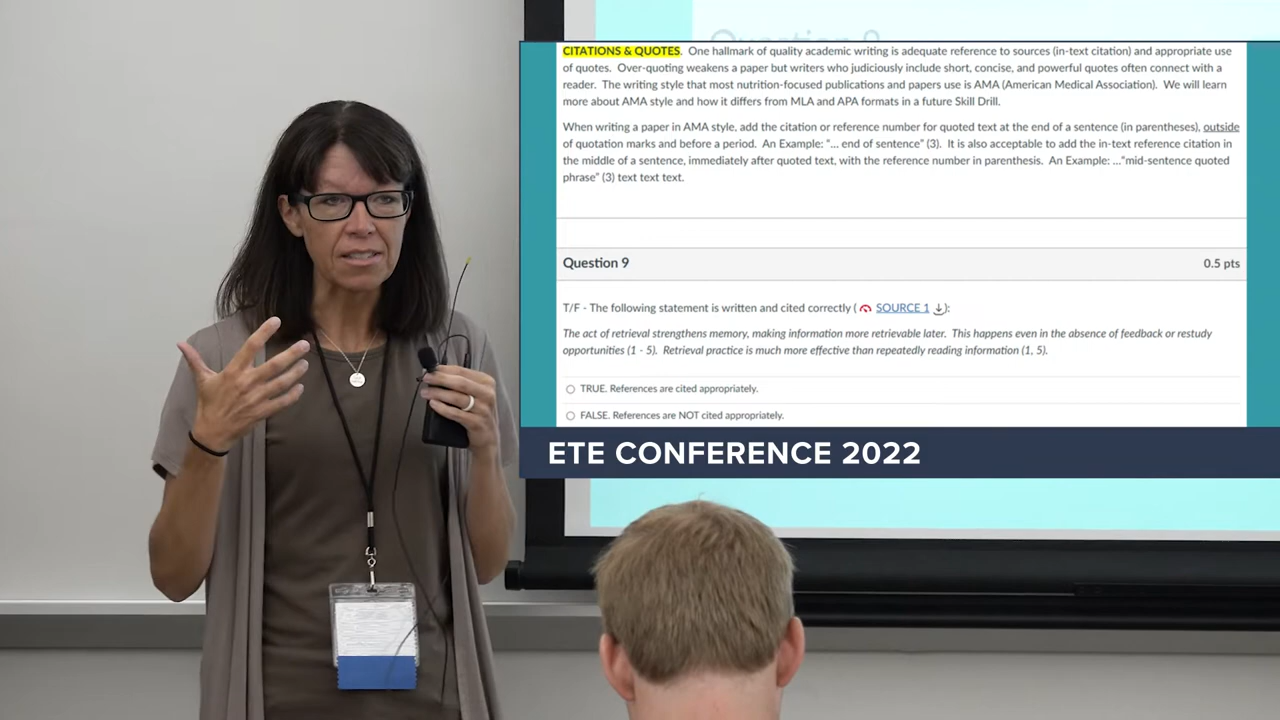 Question 9
CITATIONS & QUOTES. One hallmark of quality academic writing is adequate reference to sources (in-text citation) and appropriate use
of quotes. Over-quoting weakens a paper but writers who judiciously include short, concise, and powerful quotes often connect with a
reader. The writing style that most nutrition-focused publications and papers use is AMA (American Medical Association). We will learn
more about AMA style and how it differs from MLA and APA formats in a future Skill Drill.
When writing a paper in AMA style, add the citation or reference number for quoted text at the end of a sentence (in parentheses), outside
of quotation marks and before a period. An Example: “... end of sentence” (3). It is also acceptable to add the in-text reference citation in
the middle of a sentence, immediately after quoted text, with the reference number in parenthesis. An Example: ...“mid-sentence quoted
phrase” (3) text text text.
Question 9 0.5 pts
T/F - The following statement is written and cited correctly ( SOURCE 1 ):
The act of retrieval strengthens memory, making information more retrievable later. This happens even in the absence of feedback or restudy
opportunities (1 - 5). Retrieval practice is much more effective than repeatedly reading information (1, 5).
TRUE. References are cited appropriately.
FALSE. References are NOT cited appropriately.
ETE CONFERENCE 2022